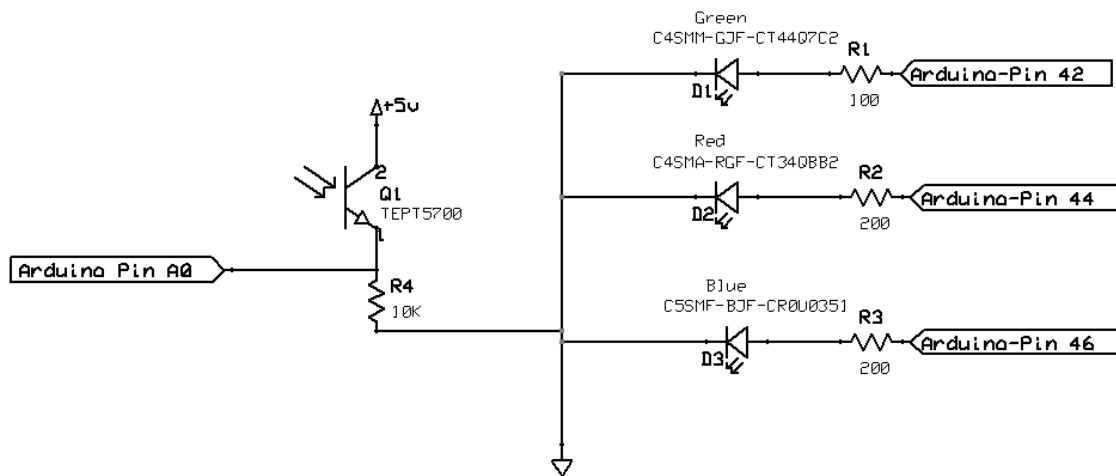 Green
C4SMM-GJF-CT44Q7C2
R1
Arduino-Pin 42
D1
100
+5v
Red
C4SMA-RGF-CT34QBB2
2
Q1
TEPT5700
R2
Arduino-Pin 44
D2
200
1
Arduino Pin A0
R4
10K
Blue
C5SMF-BJF-CR0U0351
R3
Arduino-Pin 46
D3
200